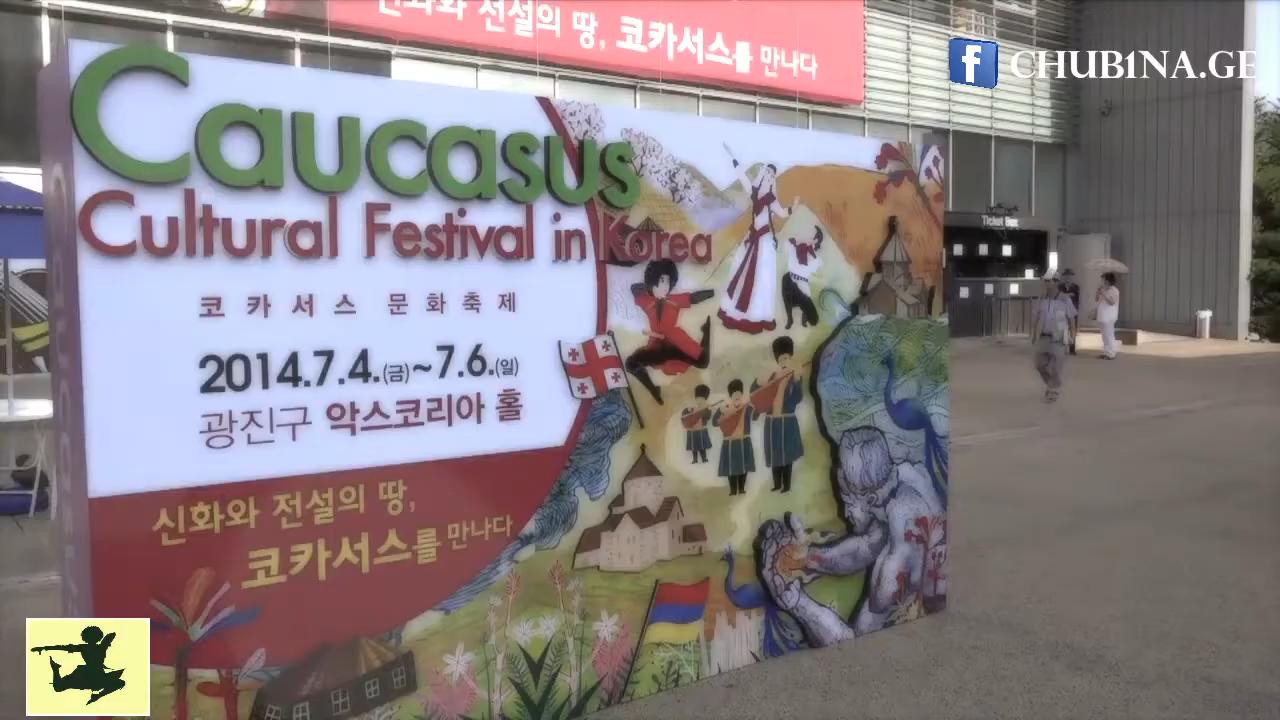 신화와 전설의 땅, 코카서스를 만나다
CHUB1NA.GE
Caucasus
Cultural Festival in Korea
코카서스 문화축제
2014.7.4.(금)~7.6.(일)
광진구 악스코리아 홀
신화와 전설의 땅,
코카서스를 만나다
Ticket Box